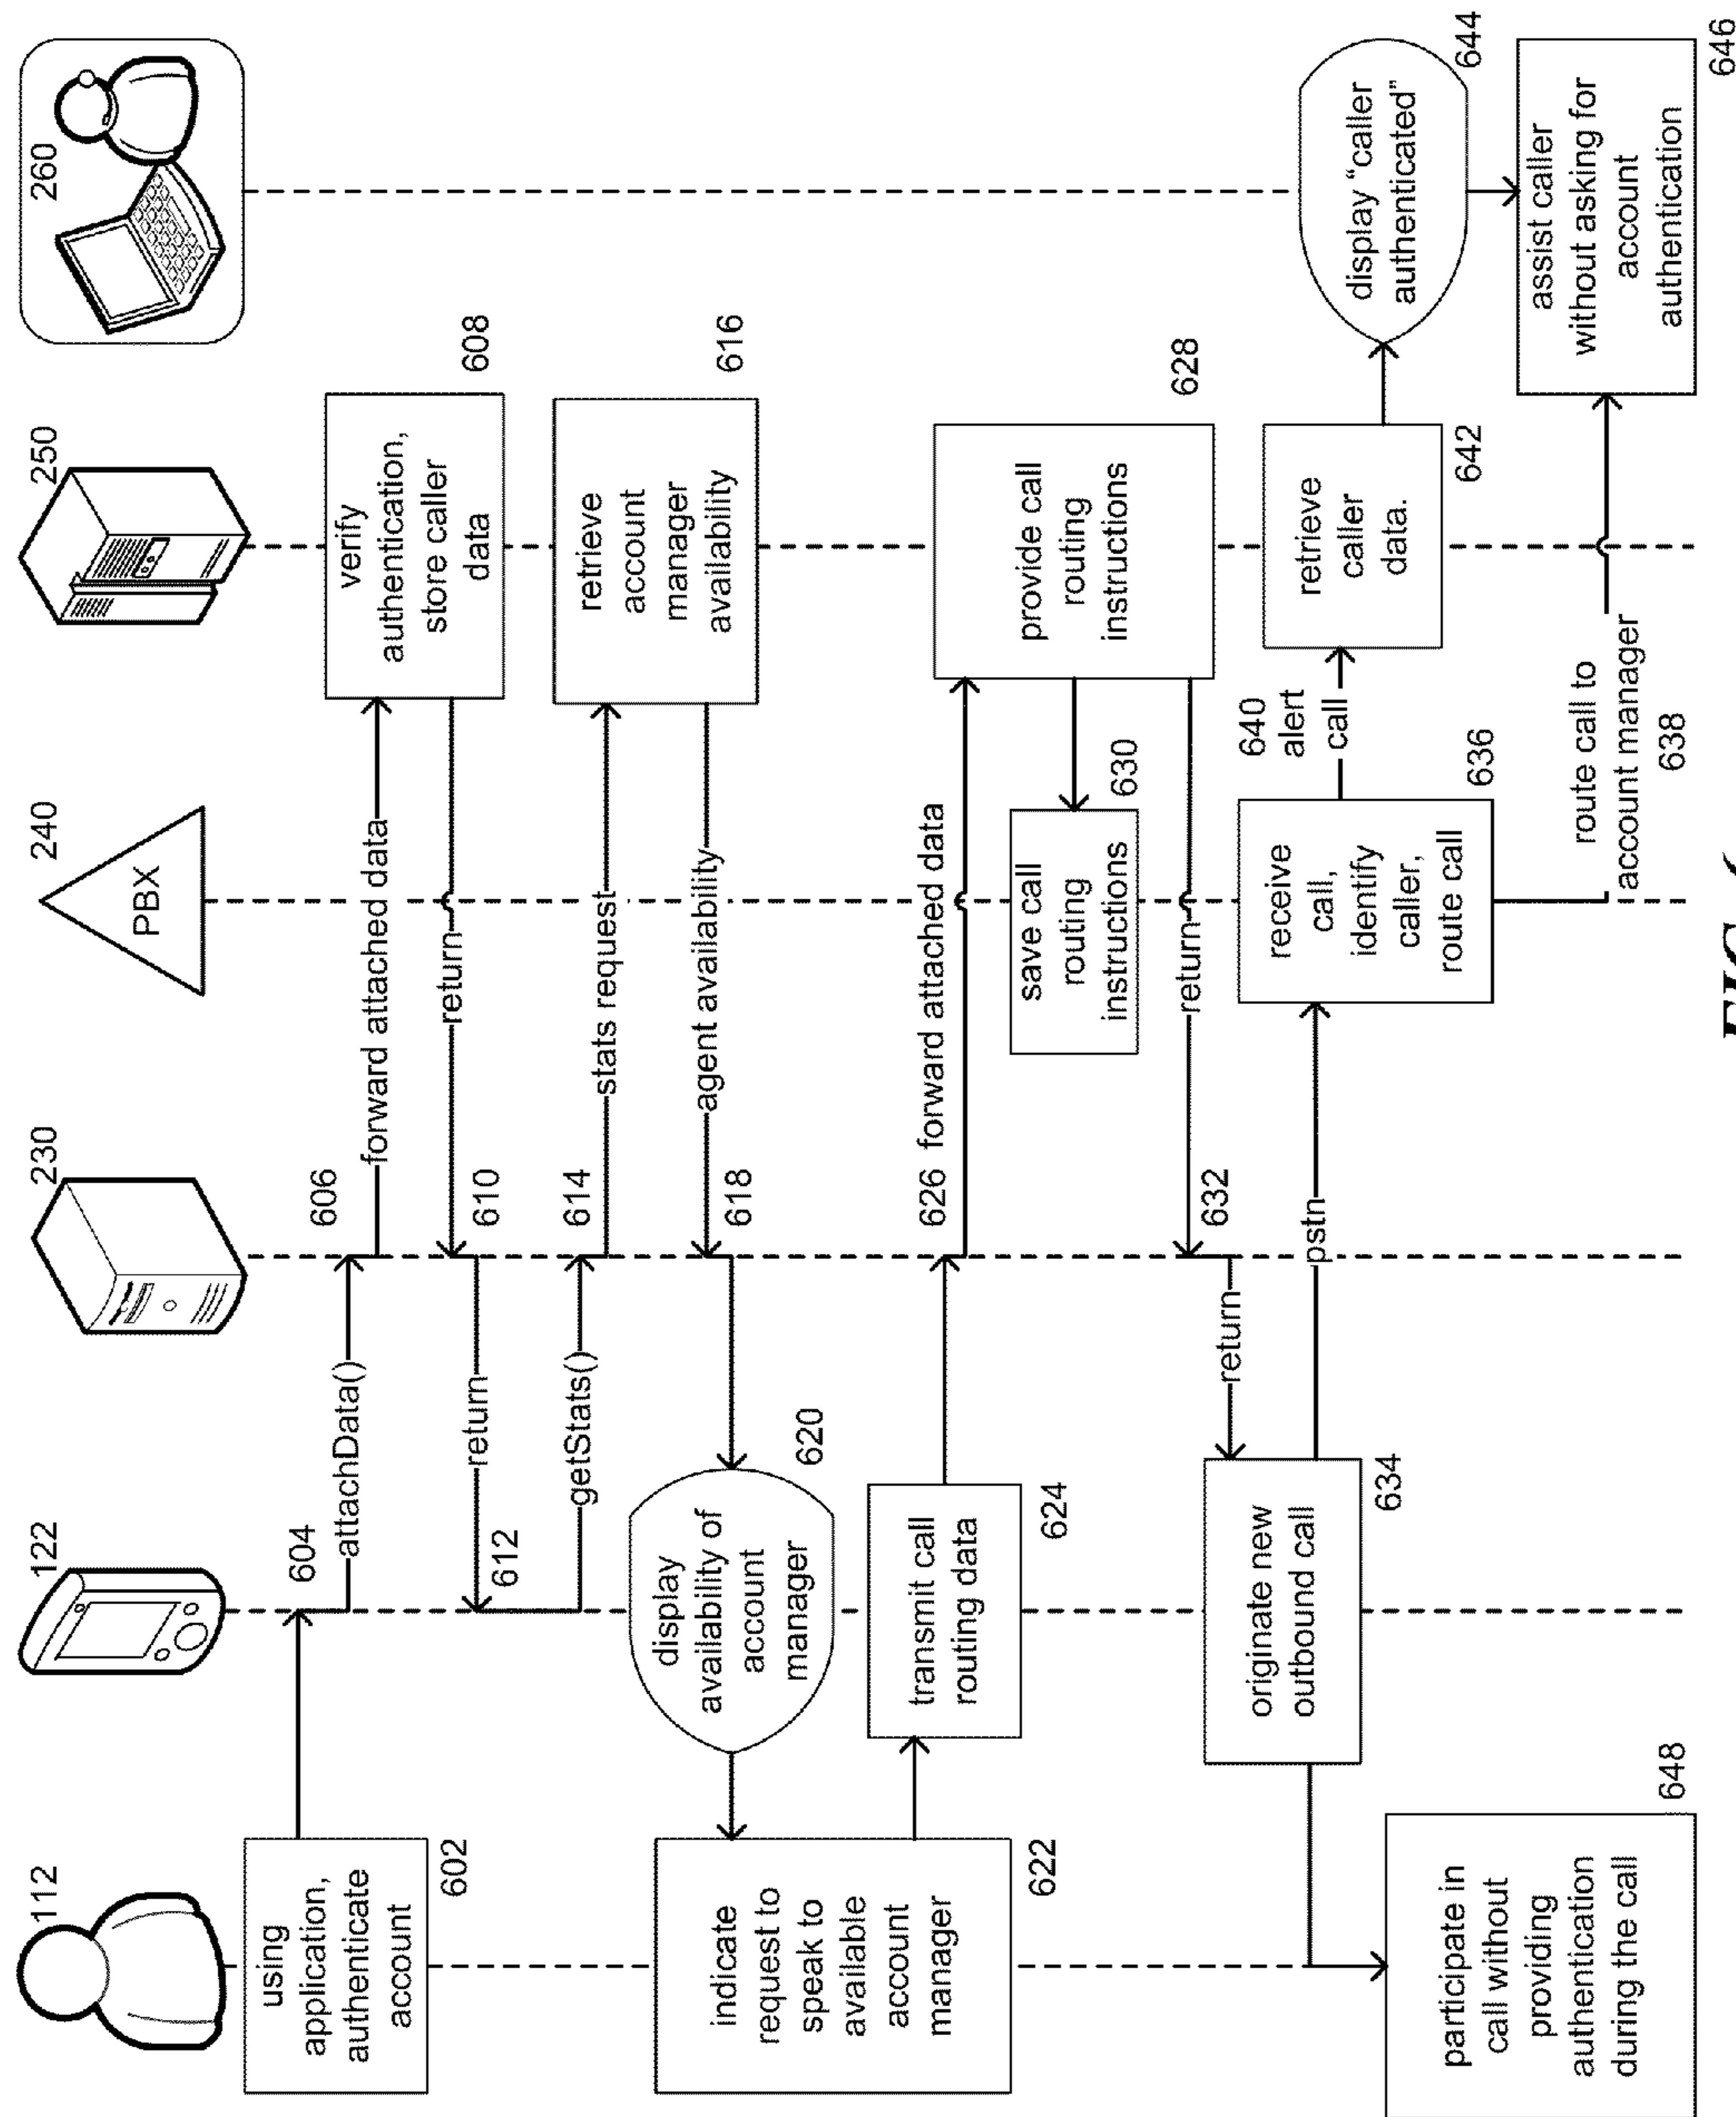 112
122
230
240
250
260
PBX
using
application,
authenticate
account
602
604
attachData()
606
forward attached data
verify
authentication,
store caller
data
608
return
610
return
612
getStats()
614
stats request
retrieve
account
manager
availability
616
agent availability
618
display
availability of
account
manager
620
indicate
request to
speak to
available
account
manager
622
transmit call
routing data
624
626 forward attached data
provide call
routing
instructions
628
save call
routing
instructions
630
return
632
return
originate new
outbound call
634
pstn
receive
call,
identify
caller,
route call
636
640
alert
call
retrieve
caller
data.
642
display “caller
authenticated”
644
route call to
account manager
638
assist caller
without asking for
account
authentication
646
participate in
call without
providing
authentication
during the call
648